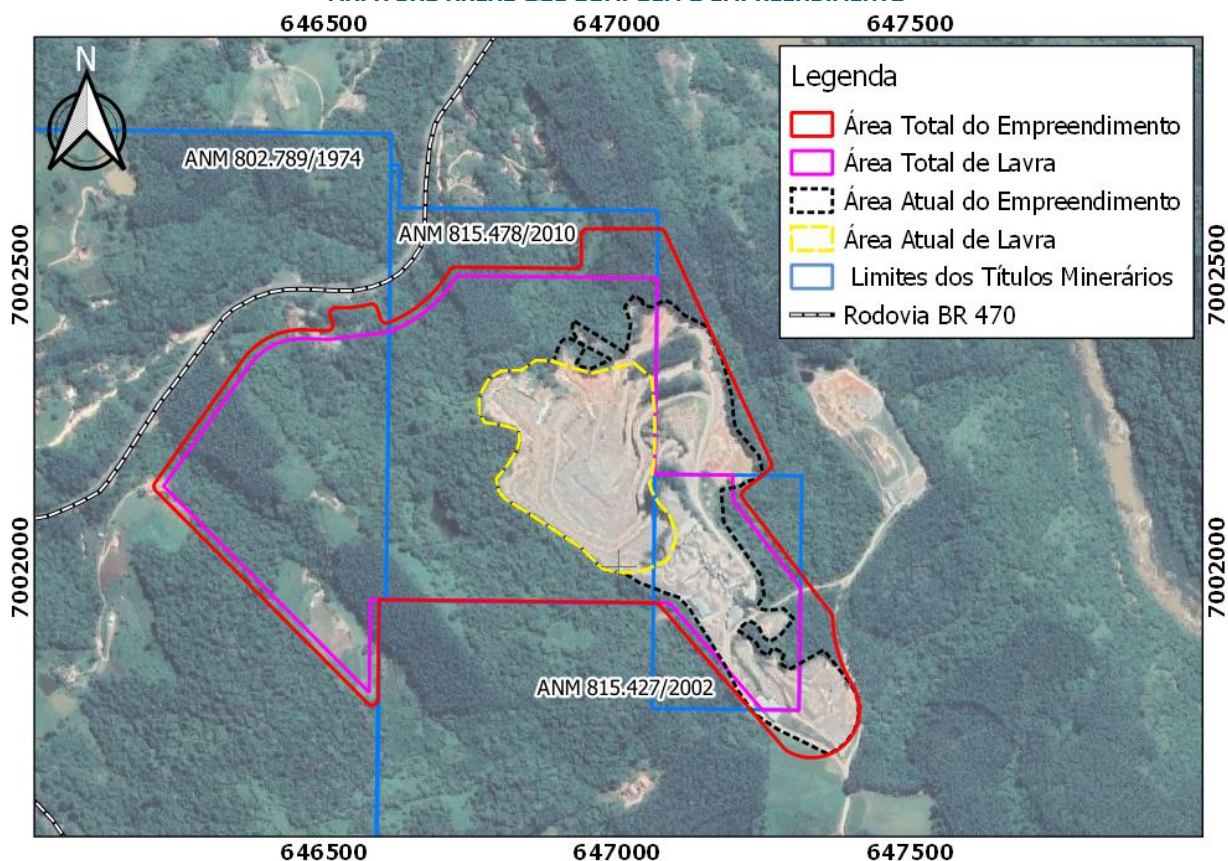 646500 647000 647500
N
Legenda
Área Total do Empreendimento
Área Total de Lavra
Área Atual do Empreendimento
Área Atual de Lavra
Limites dos Títulos Minerários
Rodovia BR 470
ANM 802.789/1974
ANM 815.478/2010
7002500 7002500
7002000 7002000
ANM 815.427/2002
646500 647000 647500